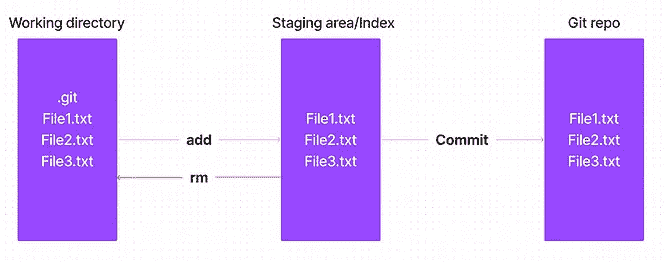 Working directory
Staging area/Index
Git repo
.git
File1.txt
File2.txt
File3.txt
add
rm
File1.txt
File2.txt
File3.txt
Commit
File1.txt
File2.txt
File3.txt